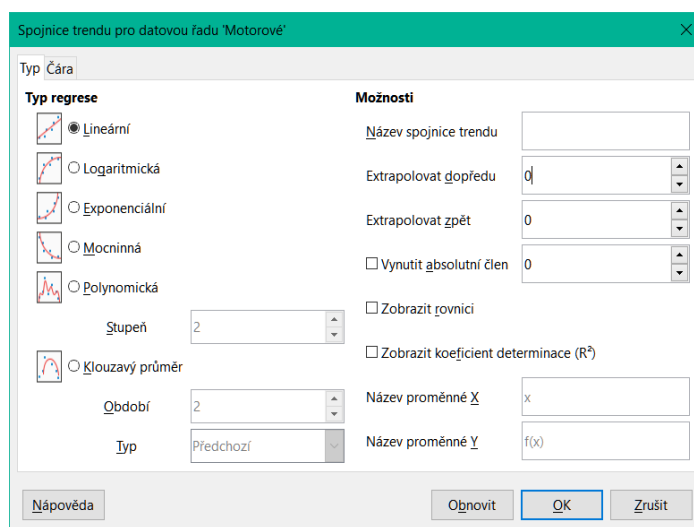 Spojnice trendu pro datovou řadu 'Motorové'
Typ Čára
Typ regrese
Lineární
Logaritmická
Exponenciální
Mocninná
Polynomická
Stupeň 2
Klouzavý průměr
Období 2
Typ Předchozí
Možnosti
Název spojnice trendu
Extrapolovat dopředu 0
Extrapolovat zpět 0
Vynutit absolutní člen 0
Zobrazit rovnici
Zobrazit koeficient determinace (R²)
Název proměnné X x
Název proměnné Y f(x)
Nápověda Obnovit OK Zrušit